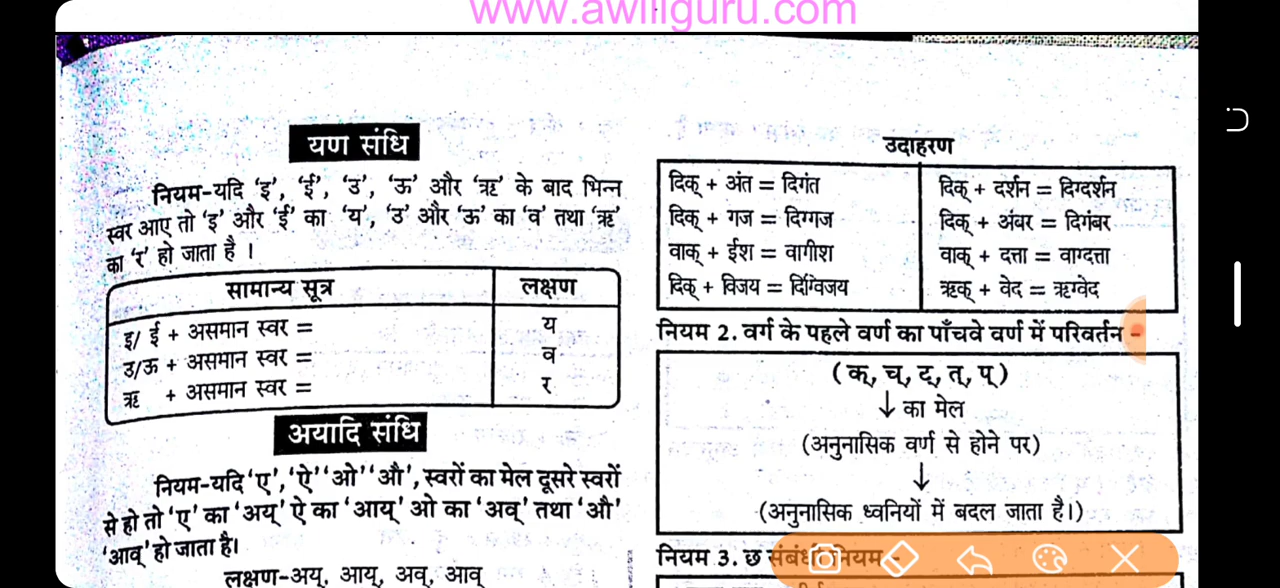 www.awillguru.com
यण संधि
नियम-यदि ‘इ’, ‘ई’, ‘उ’, ‘ऊ’ और ‘ऋ’ के बाद भिन्न
स्वर आए तो ‘इ’ और ‘ई’ का ‘य’, ‘उ’ और ‘ऊ’ का ‘व’ तथा ‘ऋ’
का ‘र’ हो जाता है ।
सामान्य सूत्र लक्षण
इ/ ई + असमान स्वर = य
उ/ऊ + असमान स्वर = व
ऋ + असमान स्वर = र
अयादि संधि
नियम-यदि ‘ए’, ‘ऐ’ ‘ओ’ ‘औ’, स्वरों का मेल दूसरे स्वरों
से हो तो ‘ए’ का ‘अय्’ ऐ का ‘आय्’ ओ का ‘अव्’ तथा ‘औ’
‘आव्’ हो जाता है।
लक्षण-अय्, आय्, अव्, आव्
उदाहरण
दिक् + अंत = दिगंत दिक् + दर्शन = दिग्दर्शन
दिक् + गज = दिग्गज दिक् + अंबर = दिगंबर
वाक् + ईश = वागीश वाक् + दत्ता = वाग्दत्ता
दिक् + विजय = दिग्विजय ऋक् + वेद = ऋग्वेद
नियम 2. वर्ग के पहले वर्ण का पाँचवे वर्ण में परिवर्तन -
(क्, च्, द्, त्, प्)
↓ का मेल
(अनुनासिक वर्ण से होने पर)
↓
(अनुनासिक ध्वनियों में बदल जाता है।)
नियम 3. छ संबंधी नियम -